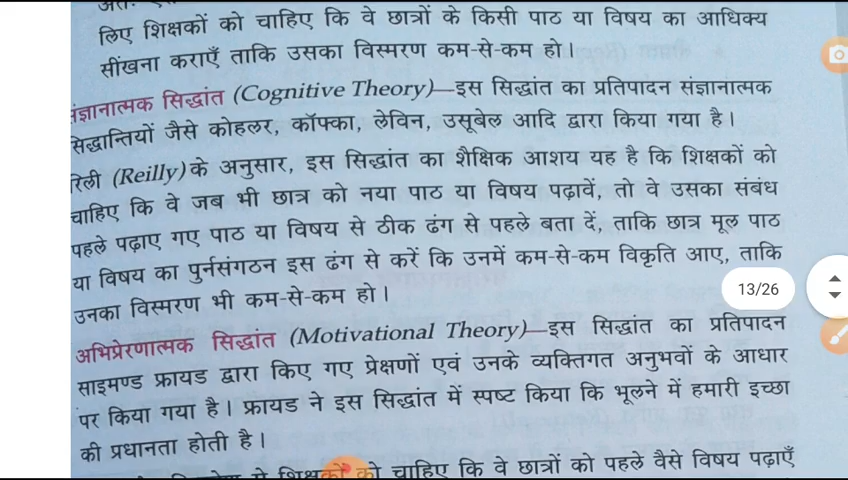 लिए शिक्षकों को चाहिए कि वे छात्रों के किसी पाठ या विषय का आधिक्य
सींखना कराएँ ताकि उसका विस्मरण कम-से-कम हो।
संज्ञानात्मक सिद्धांत (Cognitive Theory)—इस सिद्धांत का प्रतिपादन संज्ञानात्मक
सिद्धान्तियों जैसे कोहलर, कॉफ्का, लेविन, उसूबेल आदि द्वारा किया गया है।
रिली (Reilly) के अनुसार, इस सिद्धांत का शैक्षिक आशय यह है कि शिक्षकों को
चाहिए कि वे जब भी छात्र को नया पाठ या विषय पढ़ावें, तो वे उसका संबंध
पहले पढ़ाए गए पाठ या विषय से ठीक ढंग से पहले बता दें, ताकि छात्र मूल पाठ
या विषय का पुर्नसंगठन इस ढंग से करें कि उनमें कम-से-कम विकृति आए, ताकि
उनका विस्मरण भी कम-से-कम हो।
13/26
अभिप्रेरणात्मक सिद्धांत (Motivational Theory)—इस सिद्धांत का प्रतिपादन
साइमण्ड फ्रायड द्वारा किए गए प्रेक्षणों एवं उनके व्यक्तिगत अनुभवों के आधार
पर किया गया है। फ्रायड ने इस सिद्धांत में स्पष्ट किया कि भूलने में हमारी इच्छा
की प्रधानता होती है।
में शिक्षकों को चाहिए कि वे छात्रों को पहले वैसे विषय पढ़ाएँ